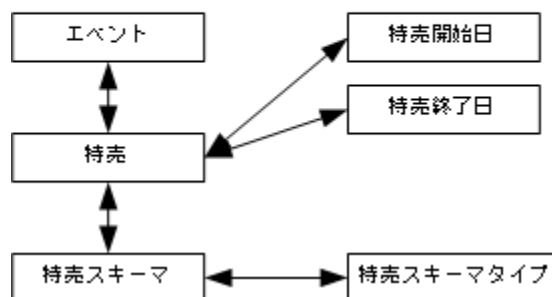 エベント
特売開始日
特売終了日
特売
特売スキーマ
特売スキーマタイプ